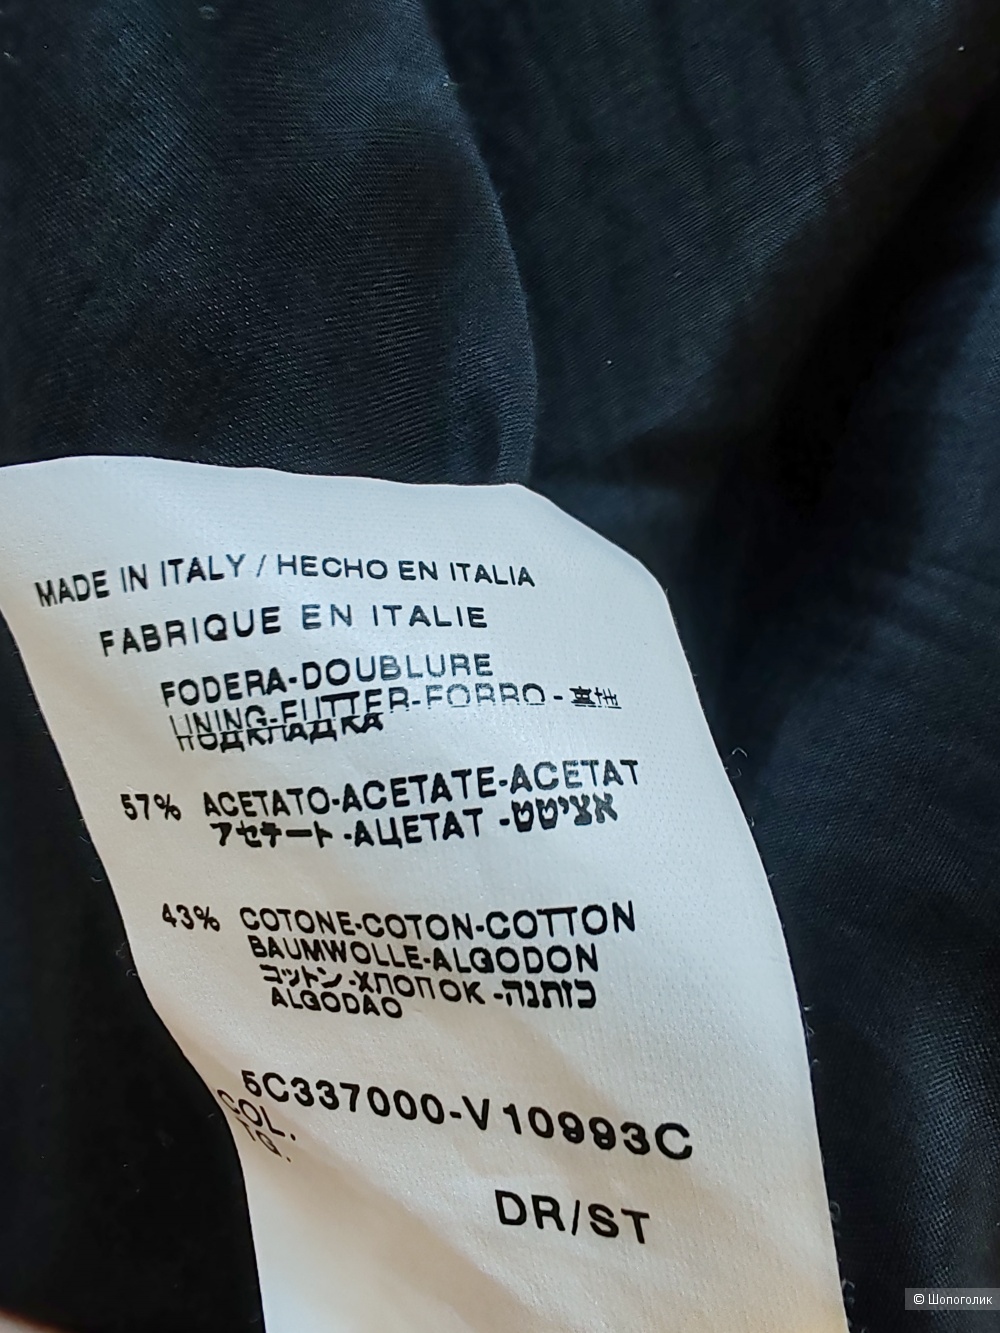 MADE IN ITALY / HECHO EN ITALIA
FABRIQUE EN ITALIE
FODERA-DOUBLURE
LINING-FUTTER-FORRO - 裏地
ПОДКЛАДКА
57% ACETATO-ACETATE-ACETAT
アセテート -АЦЕТАТ -אציטט
43% COTONE-COTON-COTTON
BAUMWOLLE-ALGODON
コットン -ХЛОПОК -כותנה
ALGODAO
5C337000-V10993C
COL.
TG.
DR/ST
© Шопоголик